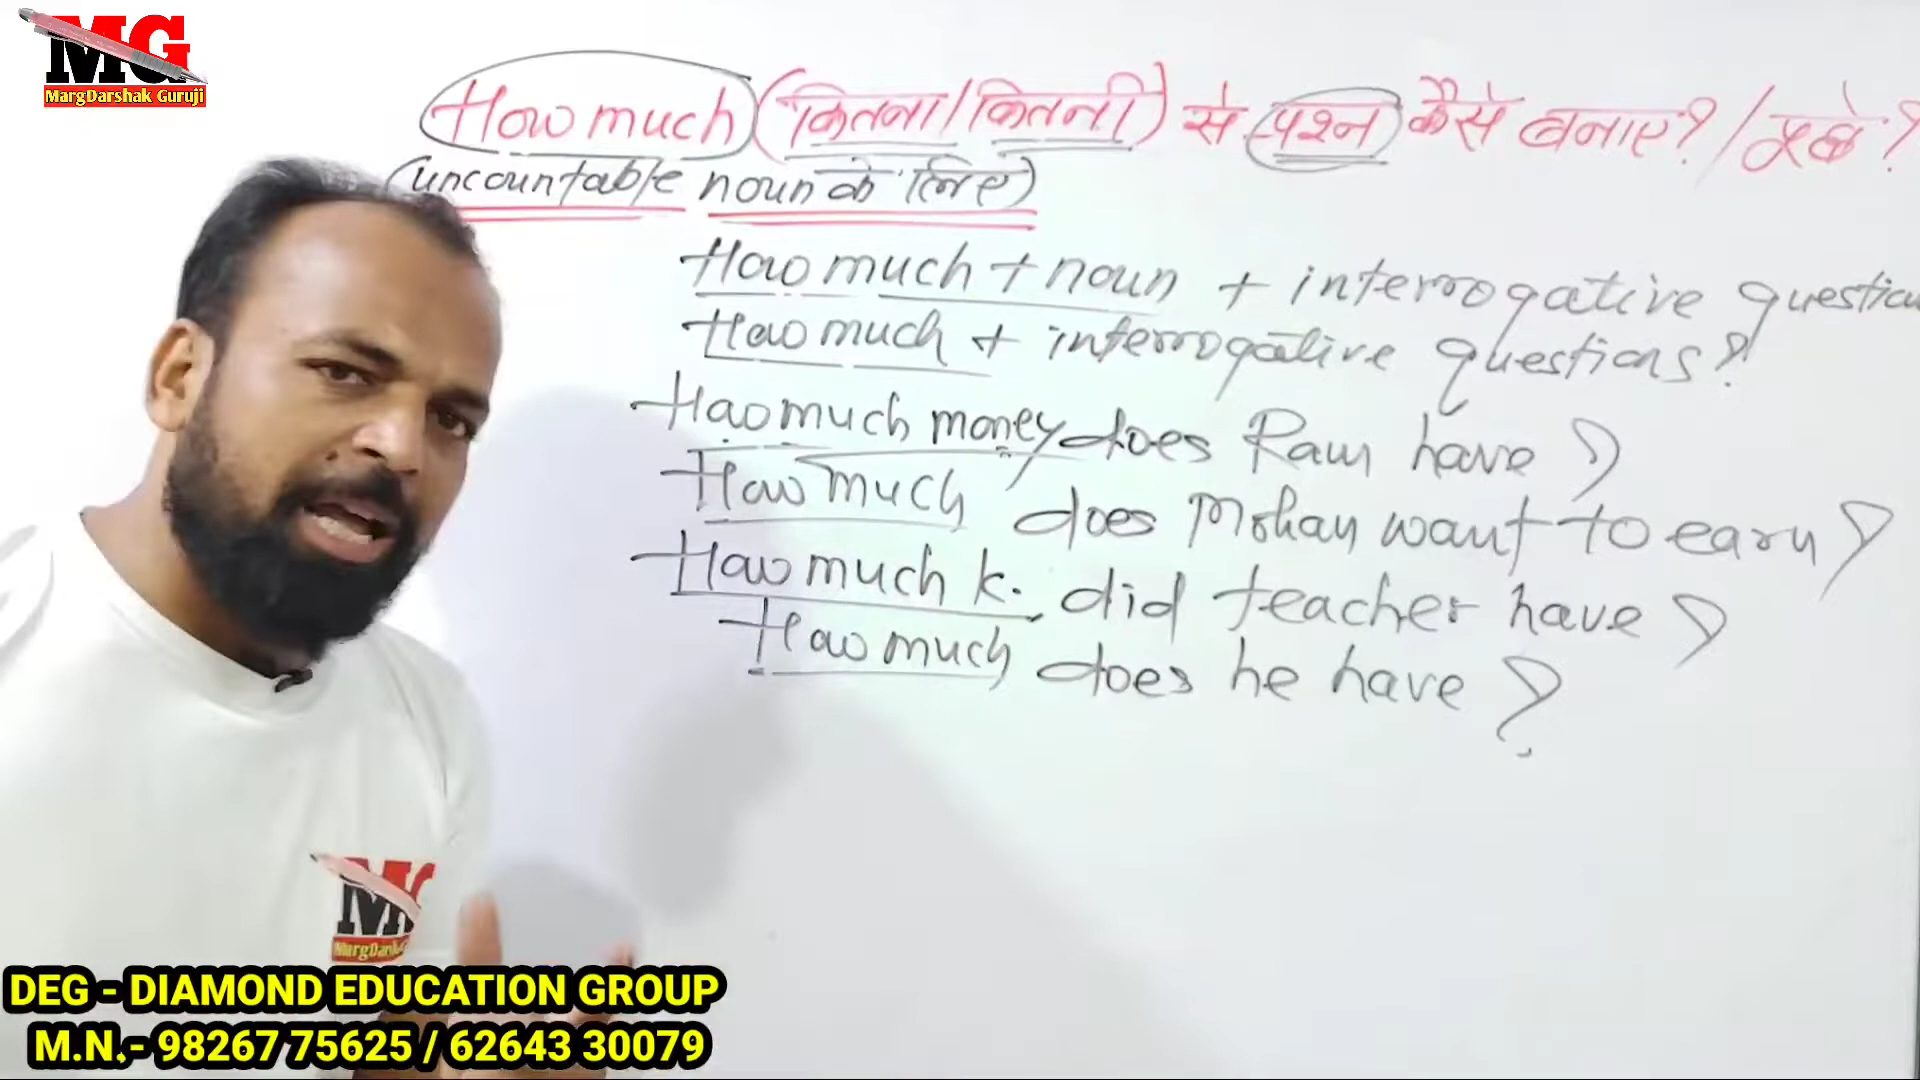 MG
MargDarshak Guruji
How much (कितना/कितनी) से प्रश्न कैसे बनाए?/पूछे?
(uncountable noun के लिए)
How much + noun + interrogative question
How much + interrogative questions?
How much money does Ram have?
How much does Mohan want to earn?
How much k. did teacher have?
How much does he have?
MG
MargDarsh
DEG - DIAMOND EDUCATION GROUP
M.N.- 98267 75625 / 62643 30079